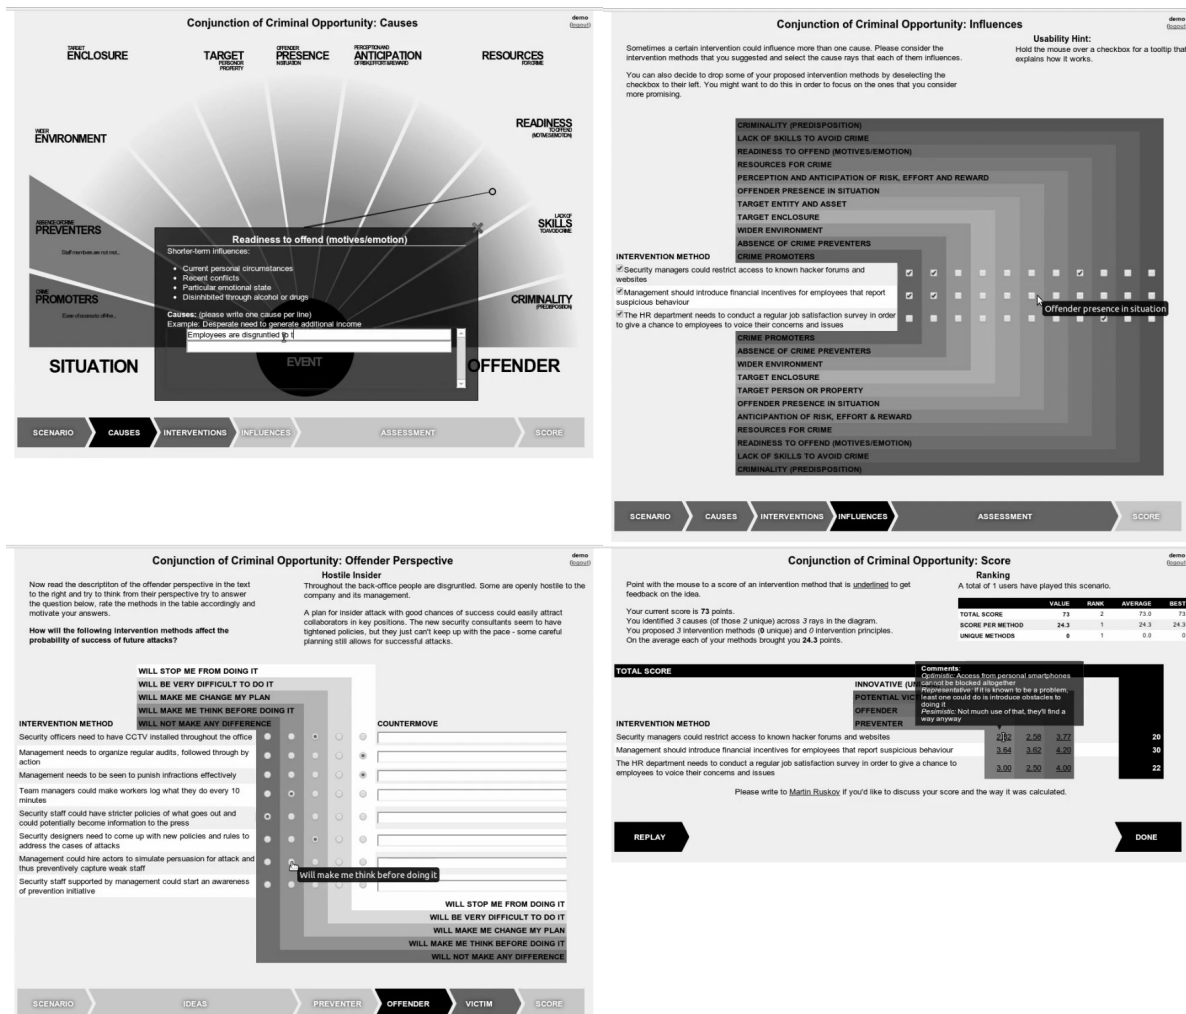 Conjunction of Criminal Opportunity: Causes
demo
(logout)
TARGET
ENCLOSURE
TARGET
PERSON OR
PROPERTY
OFFENDER
PRESENCE
IN SITUATION
PERCEPTION AND
ANTICIPATION
OF RISK, EFFORT & REWARD
RESOURCES
FOR CRIME
WIDER
ENVIRONMENT
READINESS
TO OFFEND
(MOTIVES/EMOTION)
ABSENCE OF CRIME
PREVENTERS
Staff members are not mot...
LACK OF
SKILLS
TO AVOID CRIME
CRIME
PROMOTERS
CRIMINALITY
(PREDISPOSITION)
Readiness to offend (motives/emotion)
Shorter-term influences:
• Current personal circumstances
• Recent conflicts
• Particular emotional state
• Disinhibited through alcohol or drugs
Causes: (please write one cause per line)
Example: Desperate need to generate additional income
Employees are disgruntled
SITUATION
EVENT
OFFENDER
SCENARIO
CAUSES
INTERVENTIONS
INFLUENCES
ASSESSMENT
SCORE
Conjunction of Criminal Opportunity: Influences
demo
(logout)
Sometimes a certain intervention could influence more than one cause. Please consider the
intervention methods that you suggested and select the cause rays that each of them influences.
You can also decide to drop some of your proposed intervention methods by deselecting the
checkbox to their left. You might want to do this in order to focus on the ones that you consider
more promising.
Usability Hint:
Hold the mouse over a checkbox for a tooltip that
explains how it works.
CRIMINALITY (PREDISPOSITION)
LACK OF SKILLS TO AVOID CRIME
READINESS TO OFFEND (MOTIVES/EMOTION)
RESOURCES FOR CRIME
PERCEPTION AND ANTICIPATION OF RISK, EFFORT AND REWARD
OFFENDER PRESENCE IN SITUATION
TARGET ENTITY AND ASSET
TARGET ENCLOSURE
WIDER ENVIRONMENT
ABSENCE OF CRIME PREVENTERS
INTERVENTION METHOD
CRIME PROMOTERS
Security managers could restrict access to known hacker forums and
websites
Management should introduce financial incentives for employees that report
suspicious behaviour
Offender presence in situation
The HR department needs to conduct a regular job satisfaction survey in order
to give a chance to employees to voice their concerns and issues
CRIME PROMOTERS
ABSENCE OF CRIME PREVENTERS
WIDER ENVIRONMENT
TARGET ENCLOSURE
TARGET PERSON OR PROPERTY
OFFENDER PRESENCE IN SITUATION
ANTICIPANTION OF RISK, EFFORT & REWARD
RESOURCES FOR CRIME
READINESS TO OFFEND (MOTIVES/EMOTION)
LACK OF SKILLS TO AVOID CRIME
CRIMINALITY (PREDISPOSITION)
SCENARIO
CAUSES
INTERVENTIONS
INFLUENCES
ASSESSMENT
SCORE
Conjunction of Criminal Opportunity: Offender Perspective
demo
(logout)
Now read the descriptiton of the offender perspective in the text
to the right and try to think from their perspective try to answer
the question below, rate the methods in the table accordingly and
motivate your answers.
How will the following intervention methods affect the
probability of success of future attacks?
Hostile Insider
Throughout the back-office people are disgruntled. Some are openly hostile to the
company and its management.
A plan for insider attack with good chances of success could easily attract
collaborators in key positions. The new security consultants seem to have
tightened policies, but they just can't keep up with the pace - some careful
planning still allows for successful attacks.
WILL STOP ME FROM DOING IT
WILL BE VERY DIFFICULT TO DO IT
WILL MAKE ME CHANGE MY PLAN
WILL MAKE ME THINK BEFORE DOING IT
INTERVENTION METHOD
WILL NOT MAKE ANY DIFFERENCE
COUNTERMOVE
Security officers need to have CCTV installed throughout the office
Management needs to organize regular audits, followed through by
action
Management needs to be seen to punish infractions effectively
Team managers could make workers log what they do every 10
minutes
Security staff could have stricter policies of what goes out and
could potentially become information to the press
Security designers need to come up with new policies and rules to
address the cases of attacks
Management could hire actors to simulate persuasion for attack and
thus preventively capture weak staff
Will make me think before doing it
Security staff supported by management could start an awareness
of prevention initiative
WILL STOP ME FROM DOING IT
WILL BE VERY DIFFICULT TO DO IT
WILL MAKE ME CHANGE MY PLAN
WILL MAKE ME THINK BEFORE DOING IT
WILL NOT MAKE ANY DIFFERENCE
SCENARIO
IDEAS
PREVENTER
OFFENDER
VICTIM
SCORE
Conjunction of Criminal Opportunity: Score
demo
(logout)
Point with the mouse to a score of an intervention method that is underlined to get
feedback on the idea.
Your current score is 73 points.
You identified 3 causes (of those 2 unique) across 3 rays in the diagram.
You proposed 3 intervention methods (0 unique) and 0 intervention principles.
On the average each of your methods brought you 24.3 points.
Ranking
A total of 1 users have played this scenario.
VALUE RANK AVERAGE BEST
TOTAL SCORE 73 2 73.0 73
SCORE PER METHOD 24.3 1 24.3 24.3
UNIQUE METHODS 0 1 0.0 0
TOTAL SCORE
INNOVATIVE
POTENTIAL
OFFENDER
PREVENTER
Comments:
Optimistic: Access from personal smartphones
cannot be blocked altogether
Representative: If it is known to be a problem,
least one could do is introduce obstacles to
doing it
Pesimistic: Not much use of that, they'll find a
way anyway
INTERVENTION METHOD
Security managers could restrict access to known hacker forums and websites 2.58 3.77 20
Management should introduce financial incentives for employees that report suspicious behaviour 3.64 3.62 4.20 30
The HR department needs to conduct a regular job satisfaction survey in order to give a chance to
employees to voice their concerns and issues 3.00 2.50 4.00 22
Please write to Martin Ruskov if you'd like to discuss your score and the way it was calculated.
REPLAY
DONE